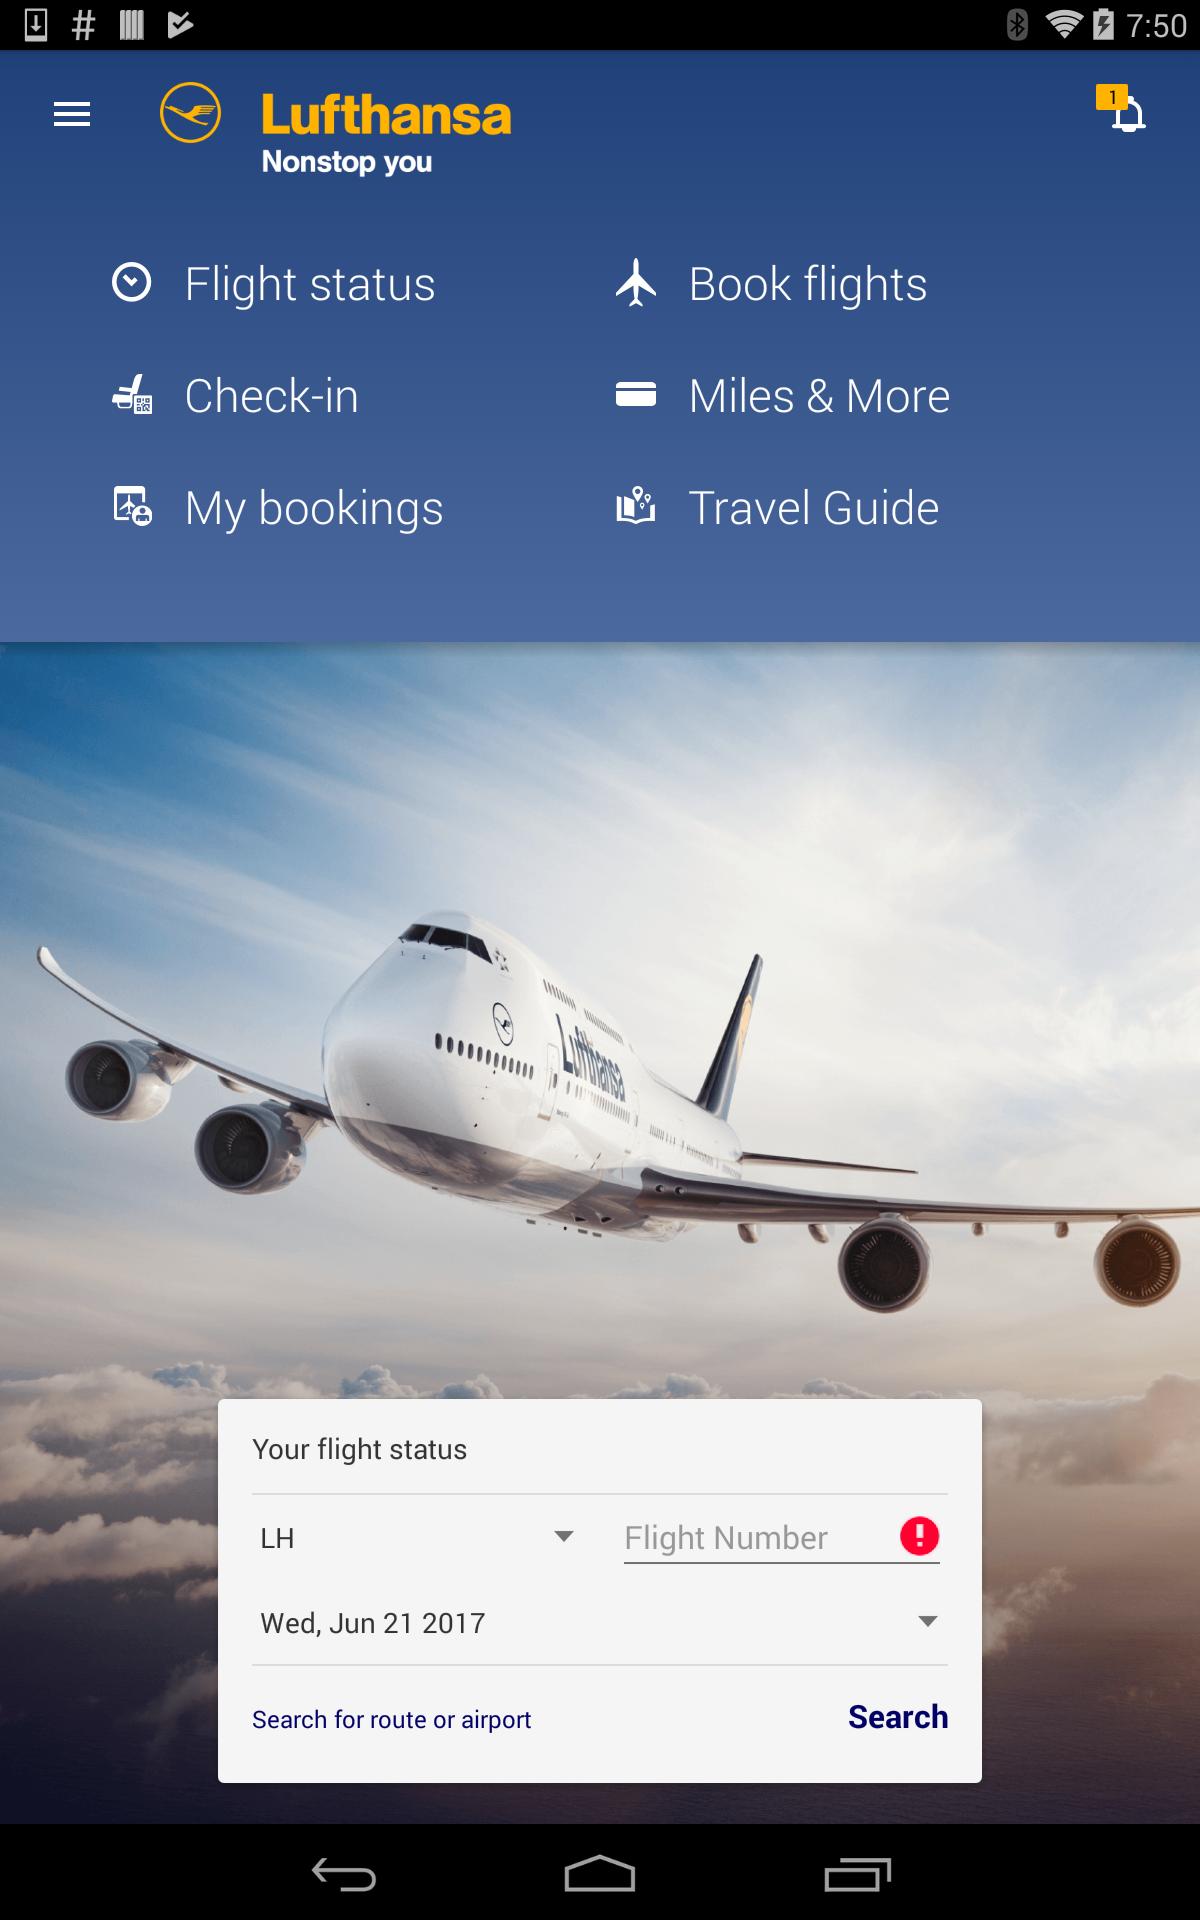 7:50
Lufthansa
Nonstop you
1
Flight status
Book flights
Check-in
Miles & More
My bookings
Travel Guide
Lufthansa
Your flight status
LH
Flight Number
Wed, Jun 21 2017
Search for route or airport
Search